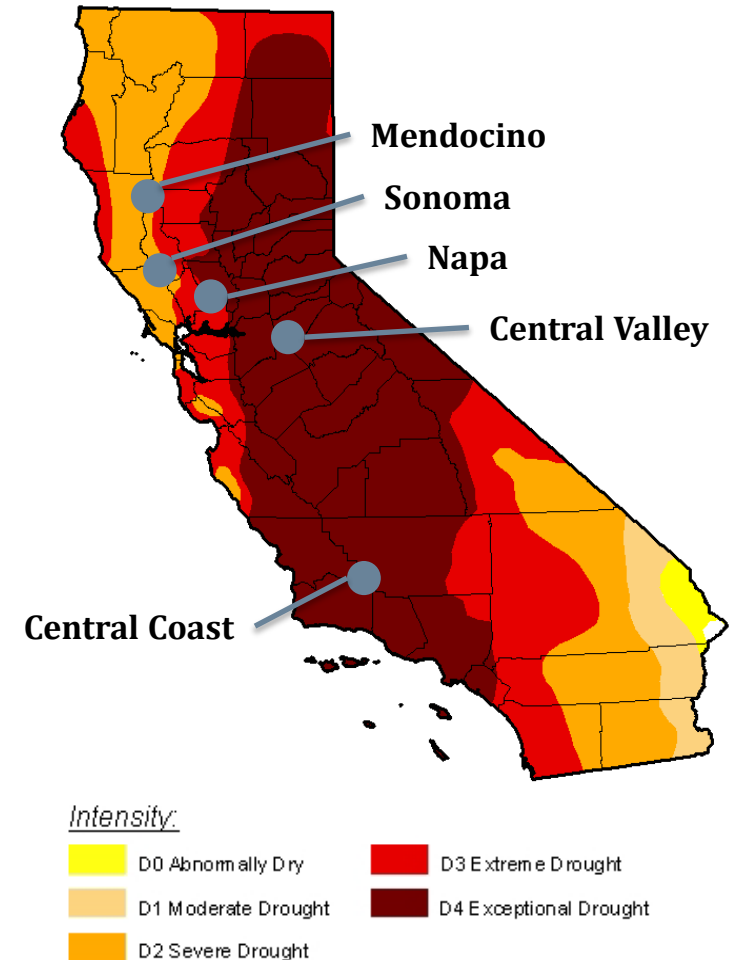 Mendocino
Sonoma
Napa
Central Valley
Central Coast
Intensity:
D0 Abnormally Dry
D1 Moderate Drought
D2 Severe Drought
D3 Extreme Drought
D4 Exceptional Drought